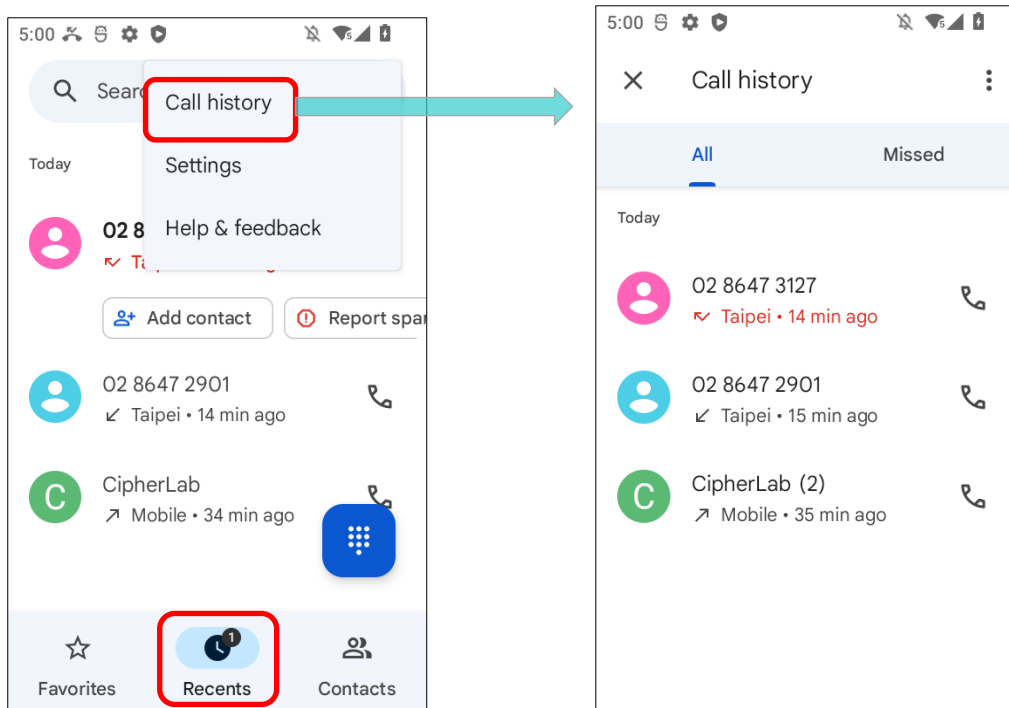 5:00
Call history
Settings
Help & feedback
Today
02 8
Add contact
Report spa
02 8647 2901
Taipei • 14 min ago
C
CipherLab
Mobile • 34 min ago
1
Favorites
Recents
Contacts
5:00
Call history
All
Missed
Today
02 8647 3127
Taipei • 14 min ago
02 8647 2901
Taipei • 15 min ago
C
CipherLab (2)
Mobile • 35 min ago